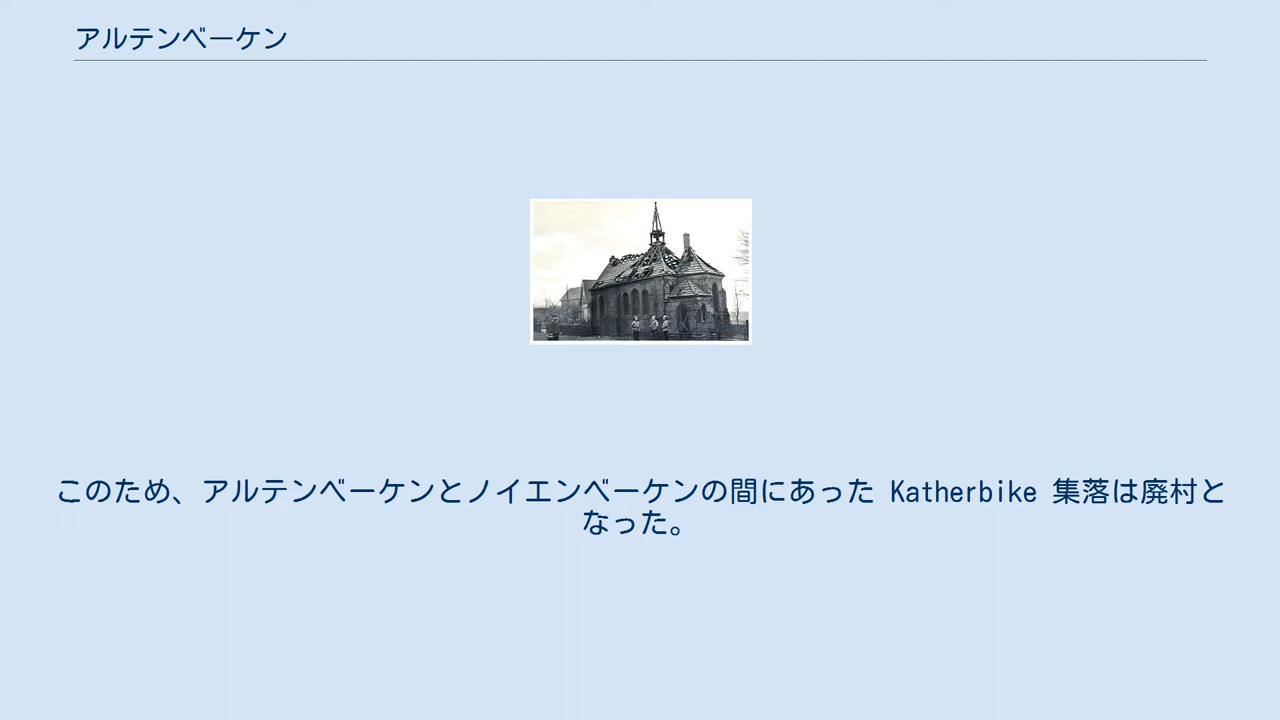 アルテンベーケン
このため、アルテンベーケンとノイエンベーケンの間にあった Katherbike 集落は廃村と
なった。